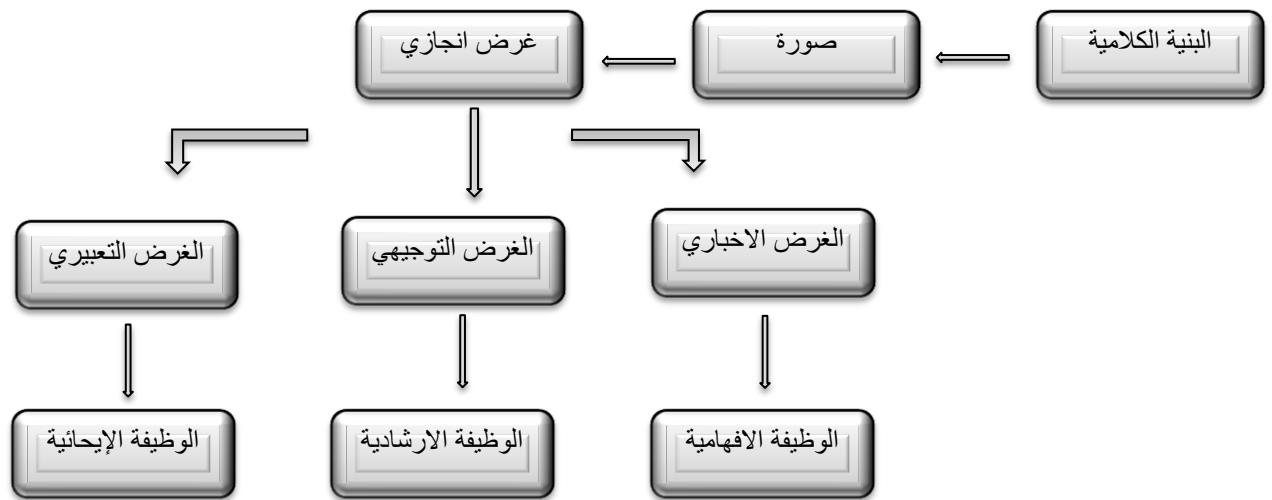 البنية الكلامية
صورة
غرض انجازي
الغرض الاخباري
الغرض التوجيهي
الغرض التعبيري
الوظيفة الافهامية
الوظيفة الارشادية
الوظيفة الإيحائية